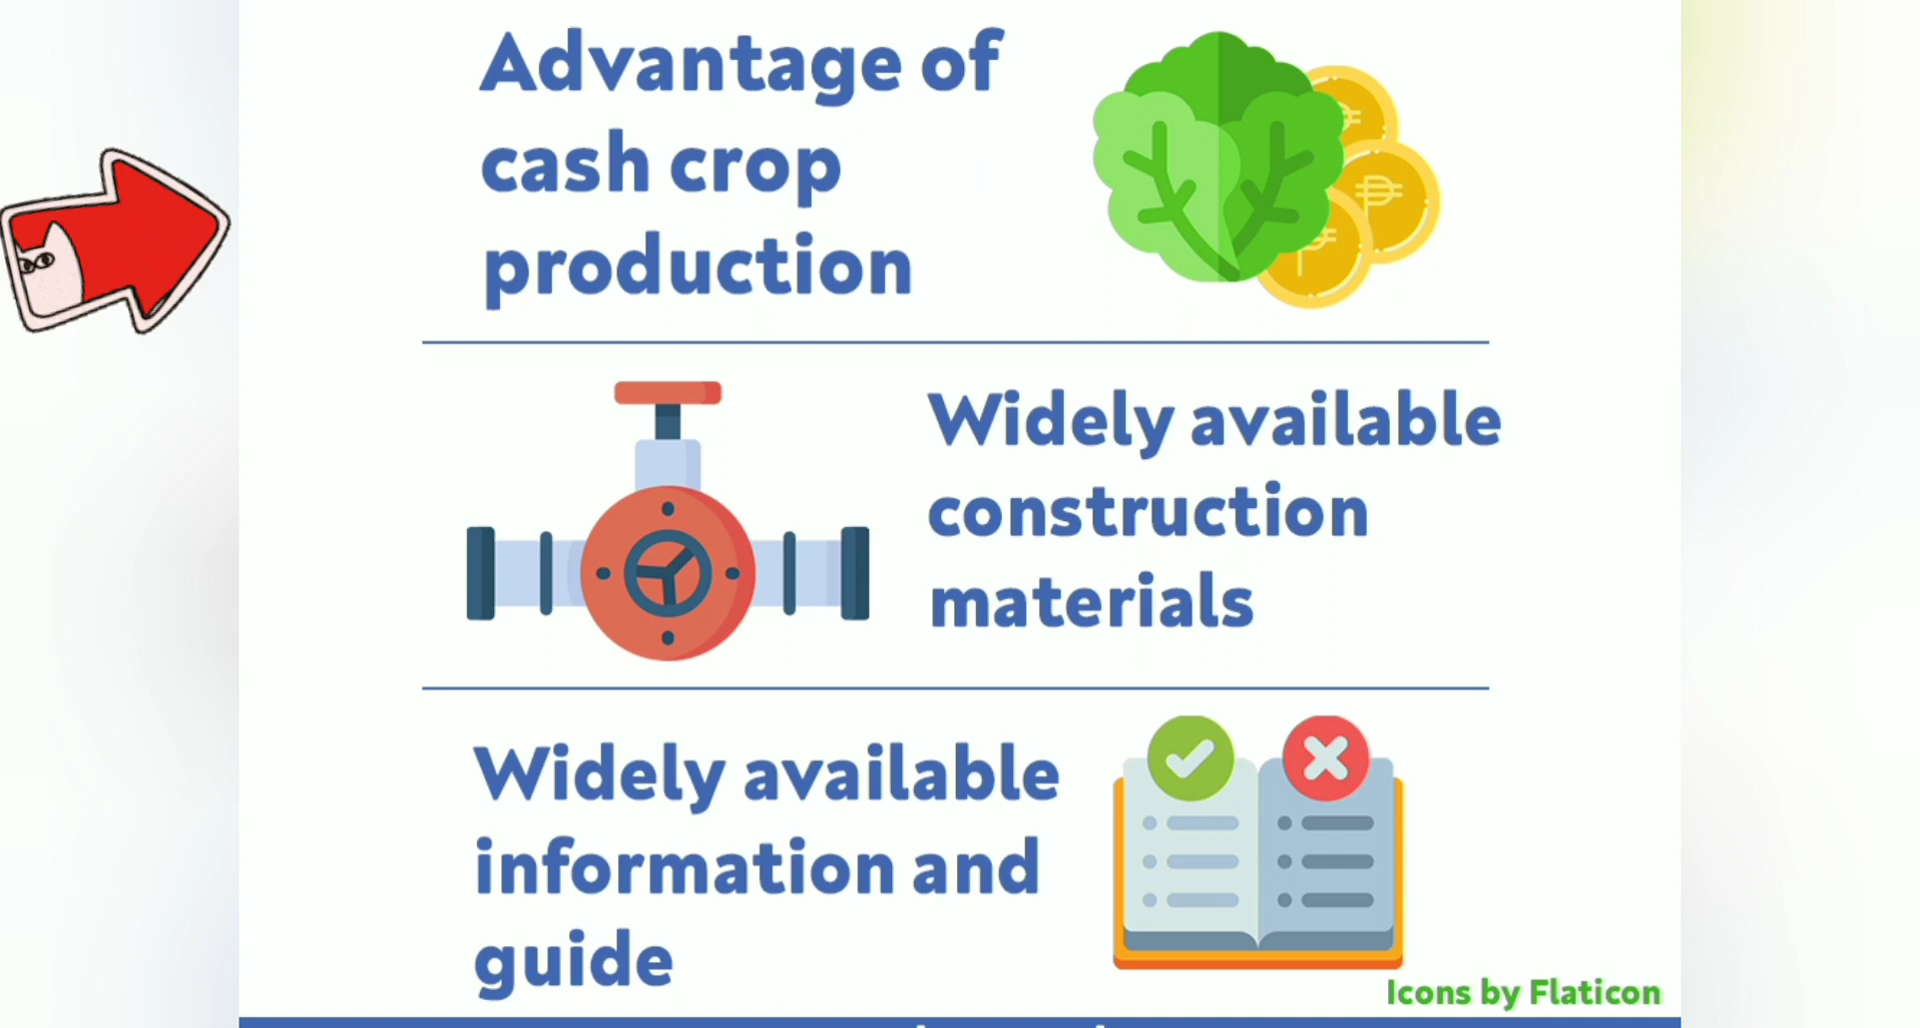 Advantage of
cash crop
production
Widely available
construction
materials
Widely available
information and
guide
Icons by Flaticon